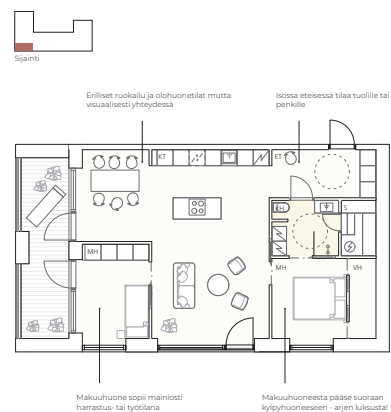 Sijainti
Erilliset ruokailu ja olohuonetilat mutta
visuaalisesti yhteydessä
Isossa eteisessä tilaa tuolille tai
penkille
KT
ET
KH
S
MH
MH
VH
Makuuhuone sopii mainiosti
harrastus- tai työtilana
Makuuhuoneesta pääse suoraan
kylpyhuoneeseen - arjen luksusta!